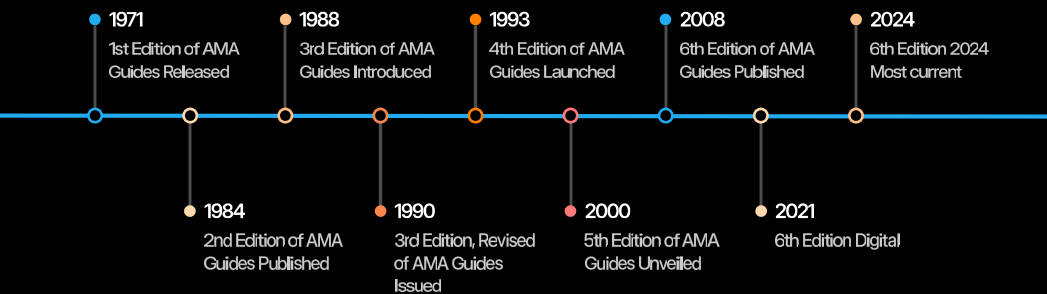 1971
1st Edition of AMA
Guides Released
1984
2nd Edition of AMA
Guides Published
1988
3rd Edition of AMA
Guides Introduced
1990
3rd Edition, Revised
of AMA Guides
Issued
1993
4th Edition of AMA
Guides Launched
2000
5th Edition of AMA
Guides Unveiled
2008
6th Edition of AMA
Guides Published
2021
6th Edition Digital
2024
6th Edition 2024
Most current